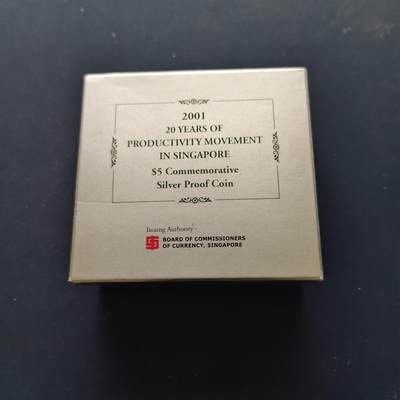 2001
20 YEARS OF
PRODUCTIVITY MOVEMENT
IN SINGAPORE
$5 Commemorative
Silver Proof Coin
Issuing Authority :
BOARD OF COMMISSIONERS
OF CURRENCY, SINGAPORE